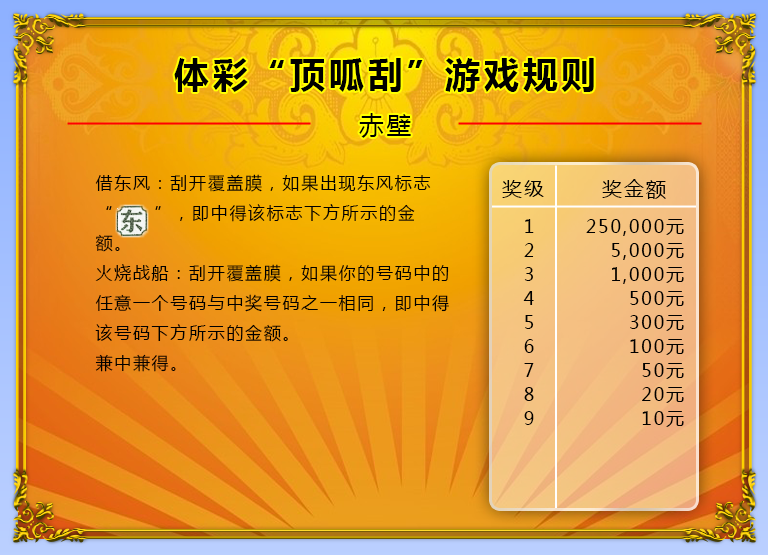 体彩“顶呱刮”游戏规则
赤壁
借东风：刮开覆盖膜，如果出现东风标志
“东”，即中得该标志下方所示的金
额。
火烧战船：刮开覆盖膜，如果你的号码中的
任意一个号码与中奖号码之一相同，即中得
该号码下方所示的金额。
兼中兼得。
奖级 奖金额
1 250,000元
2 5,000元
3 1,000元
4 500元
5 300元
6 100元
7 50元
8 20元
9 10元